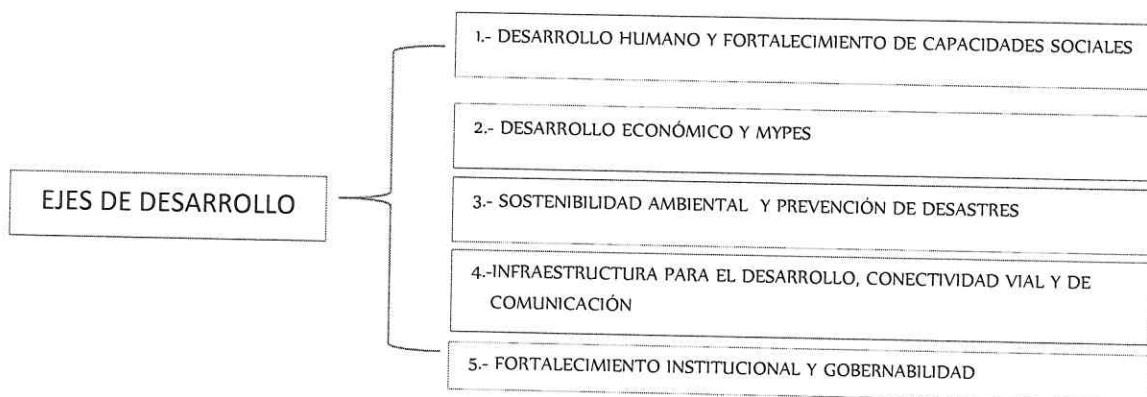 1.- DESARROLLO HUMANO Y FORTALECIMIENTO DE CAPACIDADES SOCIALES
2.- DESARROLLO ECONÓMICO Y MYPES
EJES DE DESARROLLO
3.- SOSTENIBILIDAD AMBIENTAL Y PREVENCIÓN DE DESASTRES
4.-INFRAESTRUCTURA PARA EL DESARROLLO, CONECTIVIDAD VIAL Y DE
COMUNICACIÓN
5.- FORTALECIMIENTO INSTITUCIONAL Y GOBERNABILIDAD